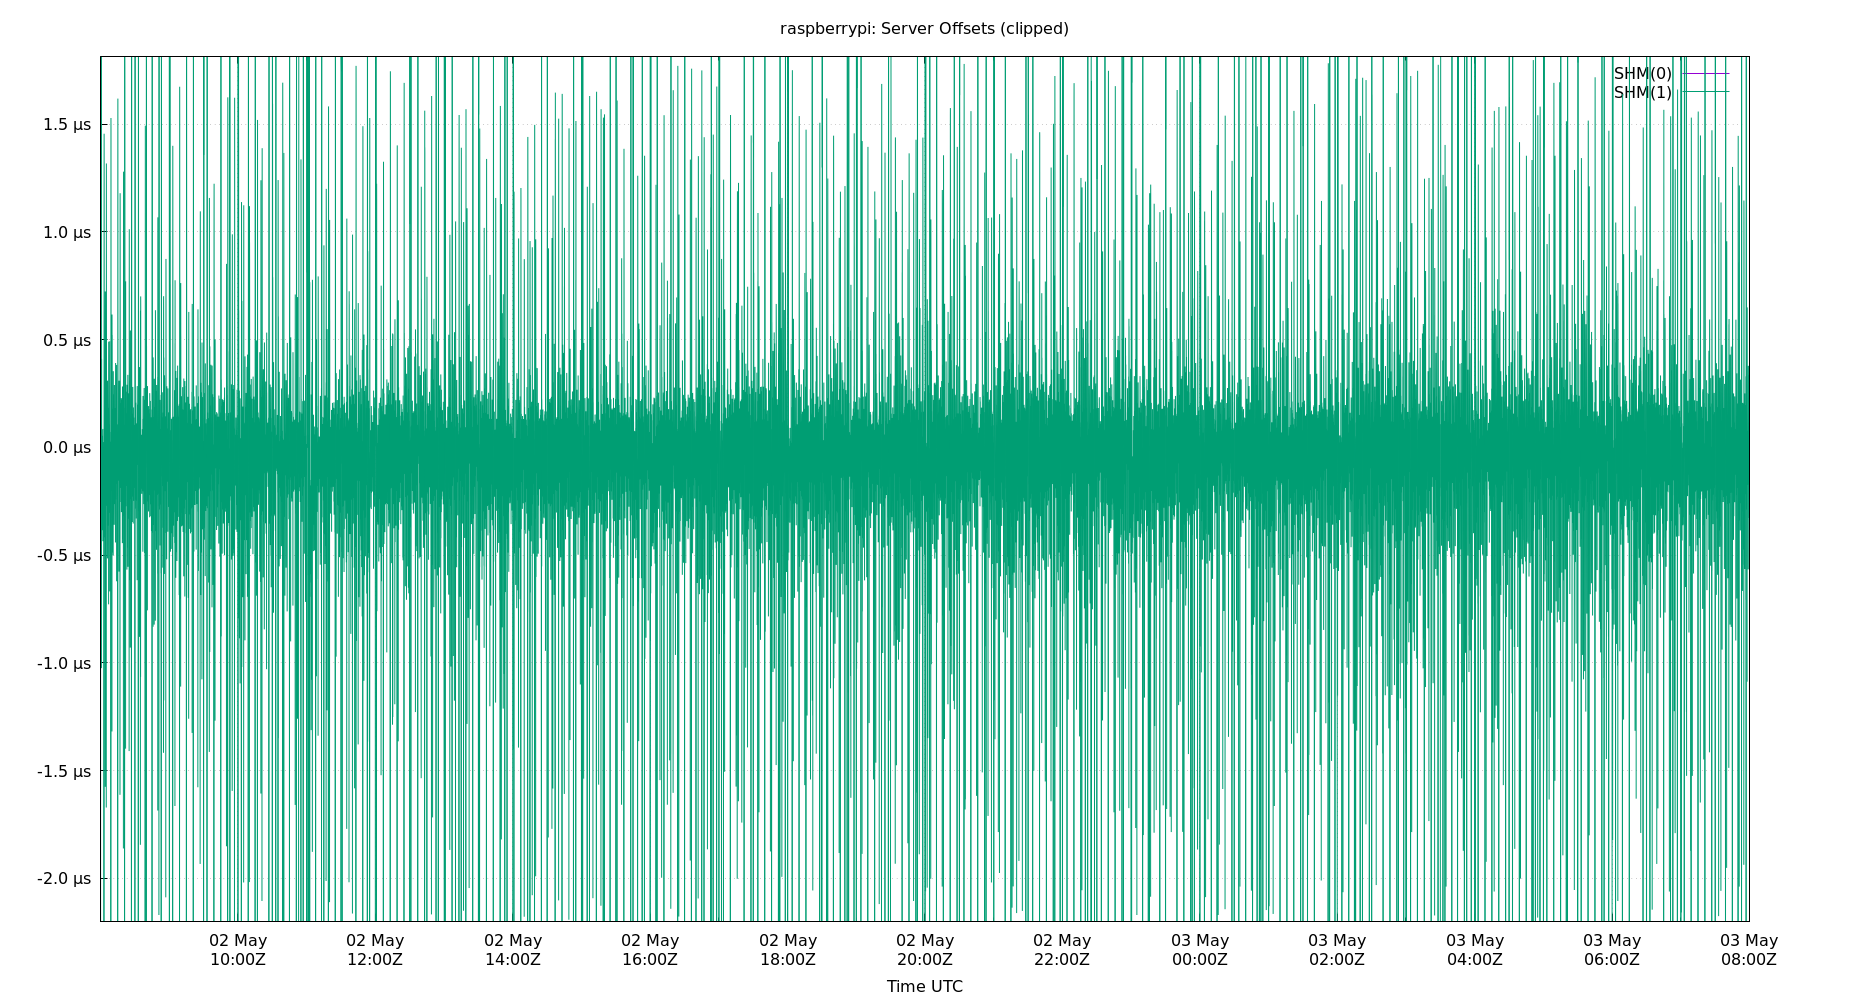 raspberrypi: Server Offsets (clipped)
SHM(0)
SHM(1)
1.5 µs
1.0 µs
0.5 µs
0.0 µs
-0.5 µs
-1.0 µs
-1.5 µs
-2.0 µs
02 May 02 May 02 May 02 May 02 May 02 May 02 May 03 May 03 May 03 May 03 May 03 May
10:00Z 12:00Z 14:00Z 16:00Z 18:00Z 20:00Z 22:00Z 00:00Z 02:00Z 04:00Z 06:00Z 08:00Z
Time UTC